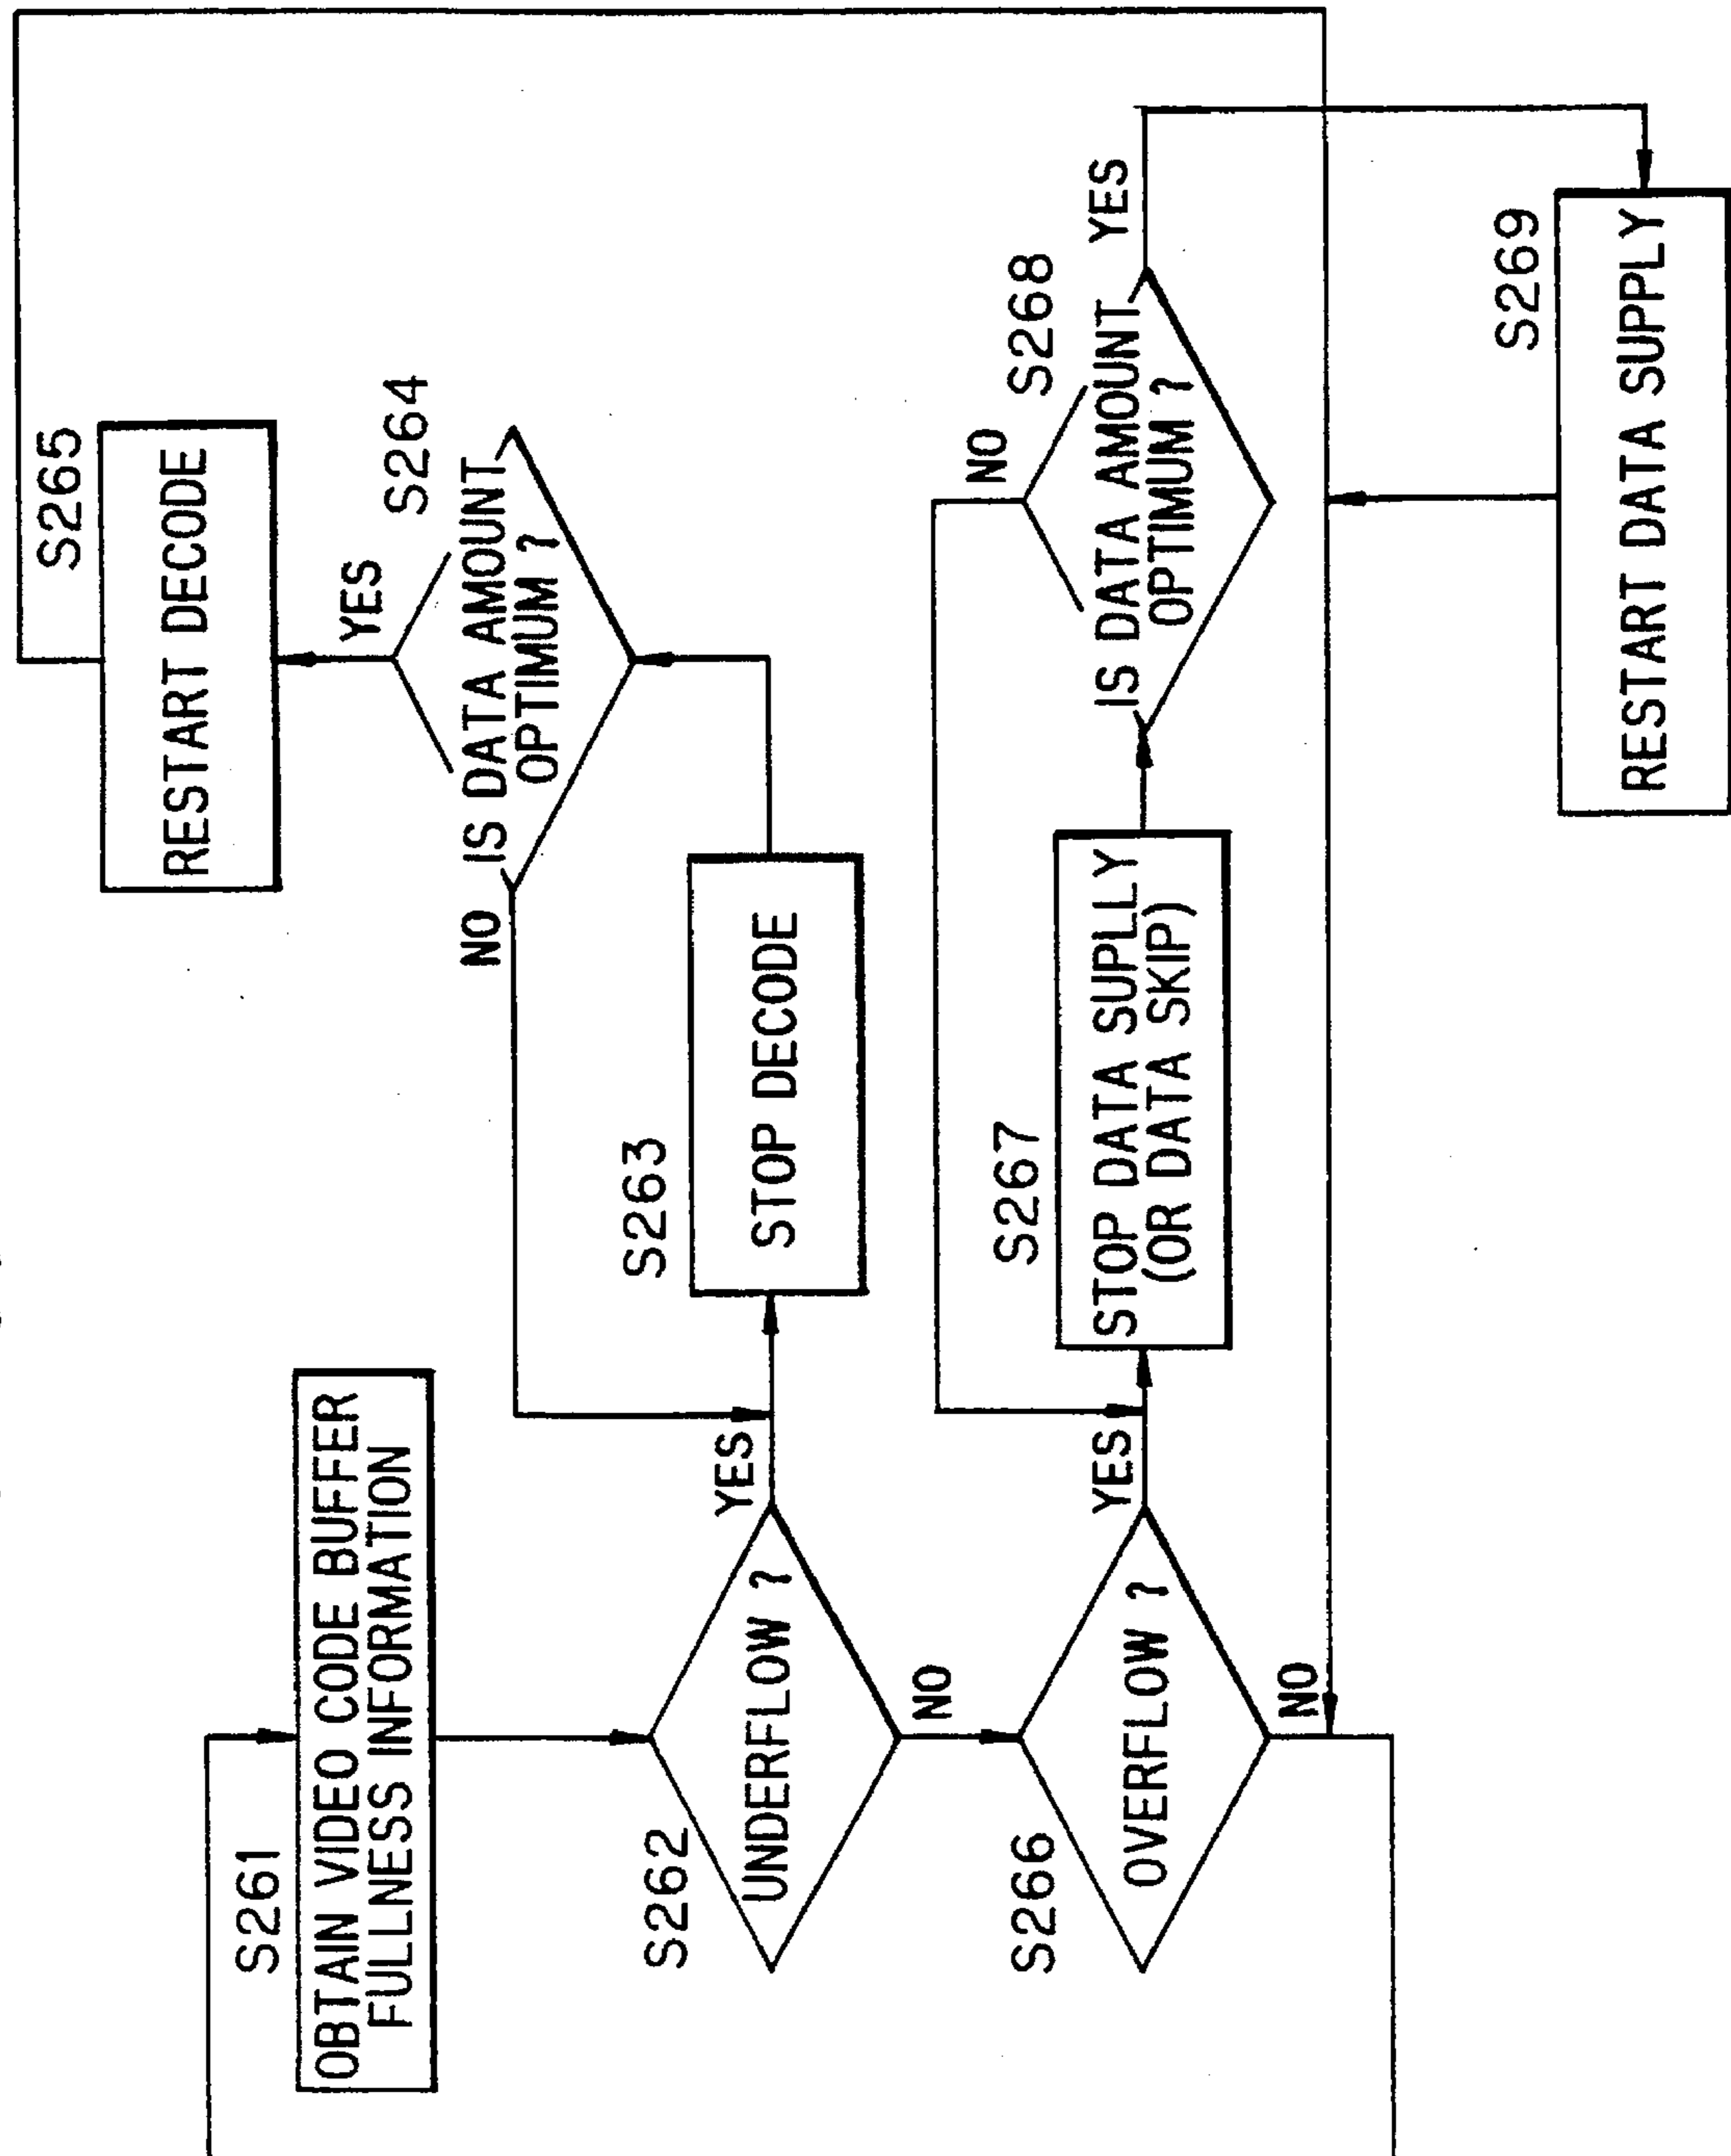 S261
OBTAIN VIDEO CODE BUFFER
FULLNESS INFORMATION
S262
UNDERFLOW ?
YES
NO
S263
STOP DECODE
S264
IS DATA AMOUNT
OPTIMUM ?
NO
YES
S265
RESTART DECODE
S266
OVERFLOW ?
YES
NO
S267
STOP DATA SUPLLY
(OR DATA SKIP)
S268
IS DATA AMOUNT
OPTIMUM ?
NO
YES
S269
RESTART DATA SUPPLY